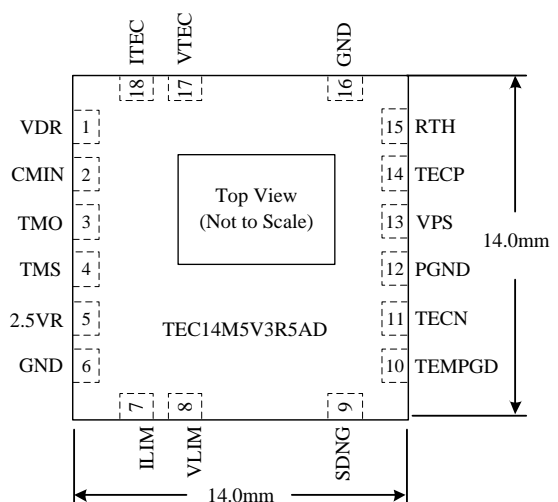 ITEC
VTEC
GND
18
17
16
VDR 1
15 RTH
CMIN 2
14 TECP
Top View
(Not to Scale)
TMO 3
13 VPS
14.0mm
TMS 4
12 PGND
2.5VR 5
11 TECN
TEC14M5V3R5AD
GND 6
10 TEMPGD
7
8
9
ILIM
VLIM
SDNG
14.0mm